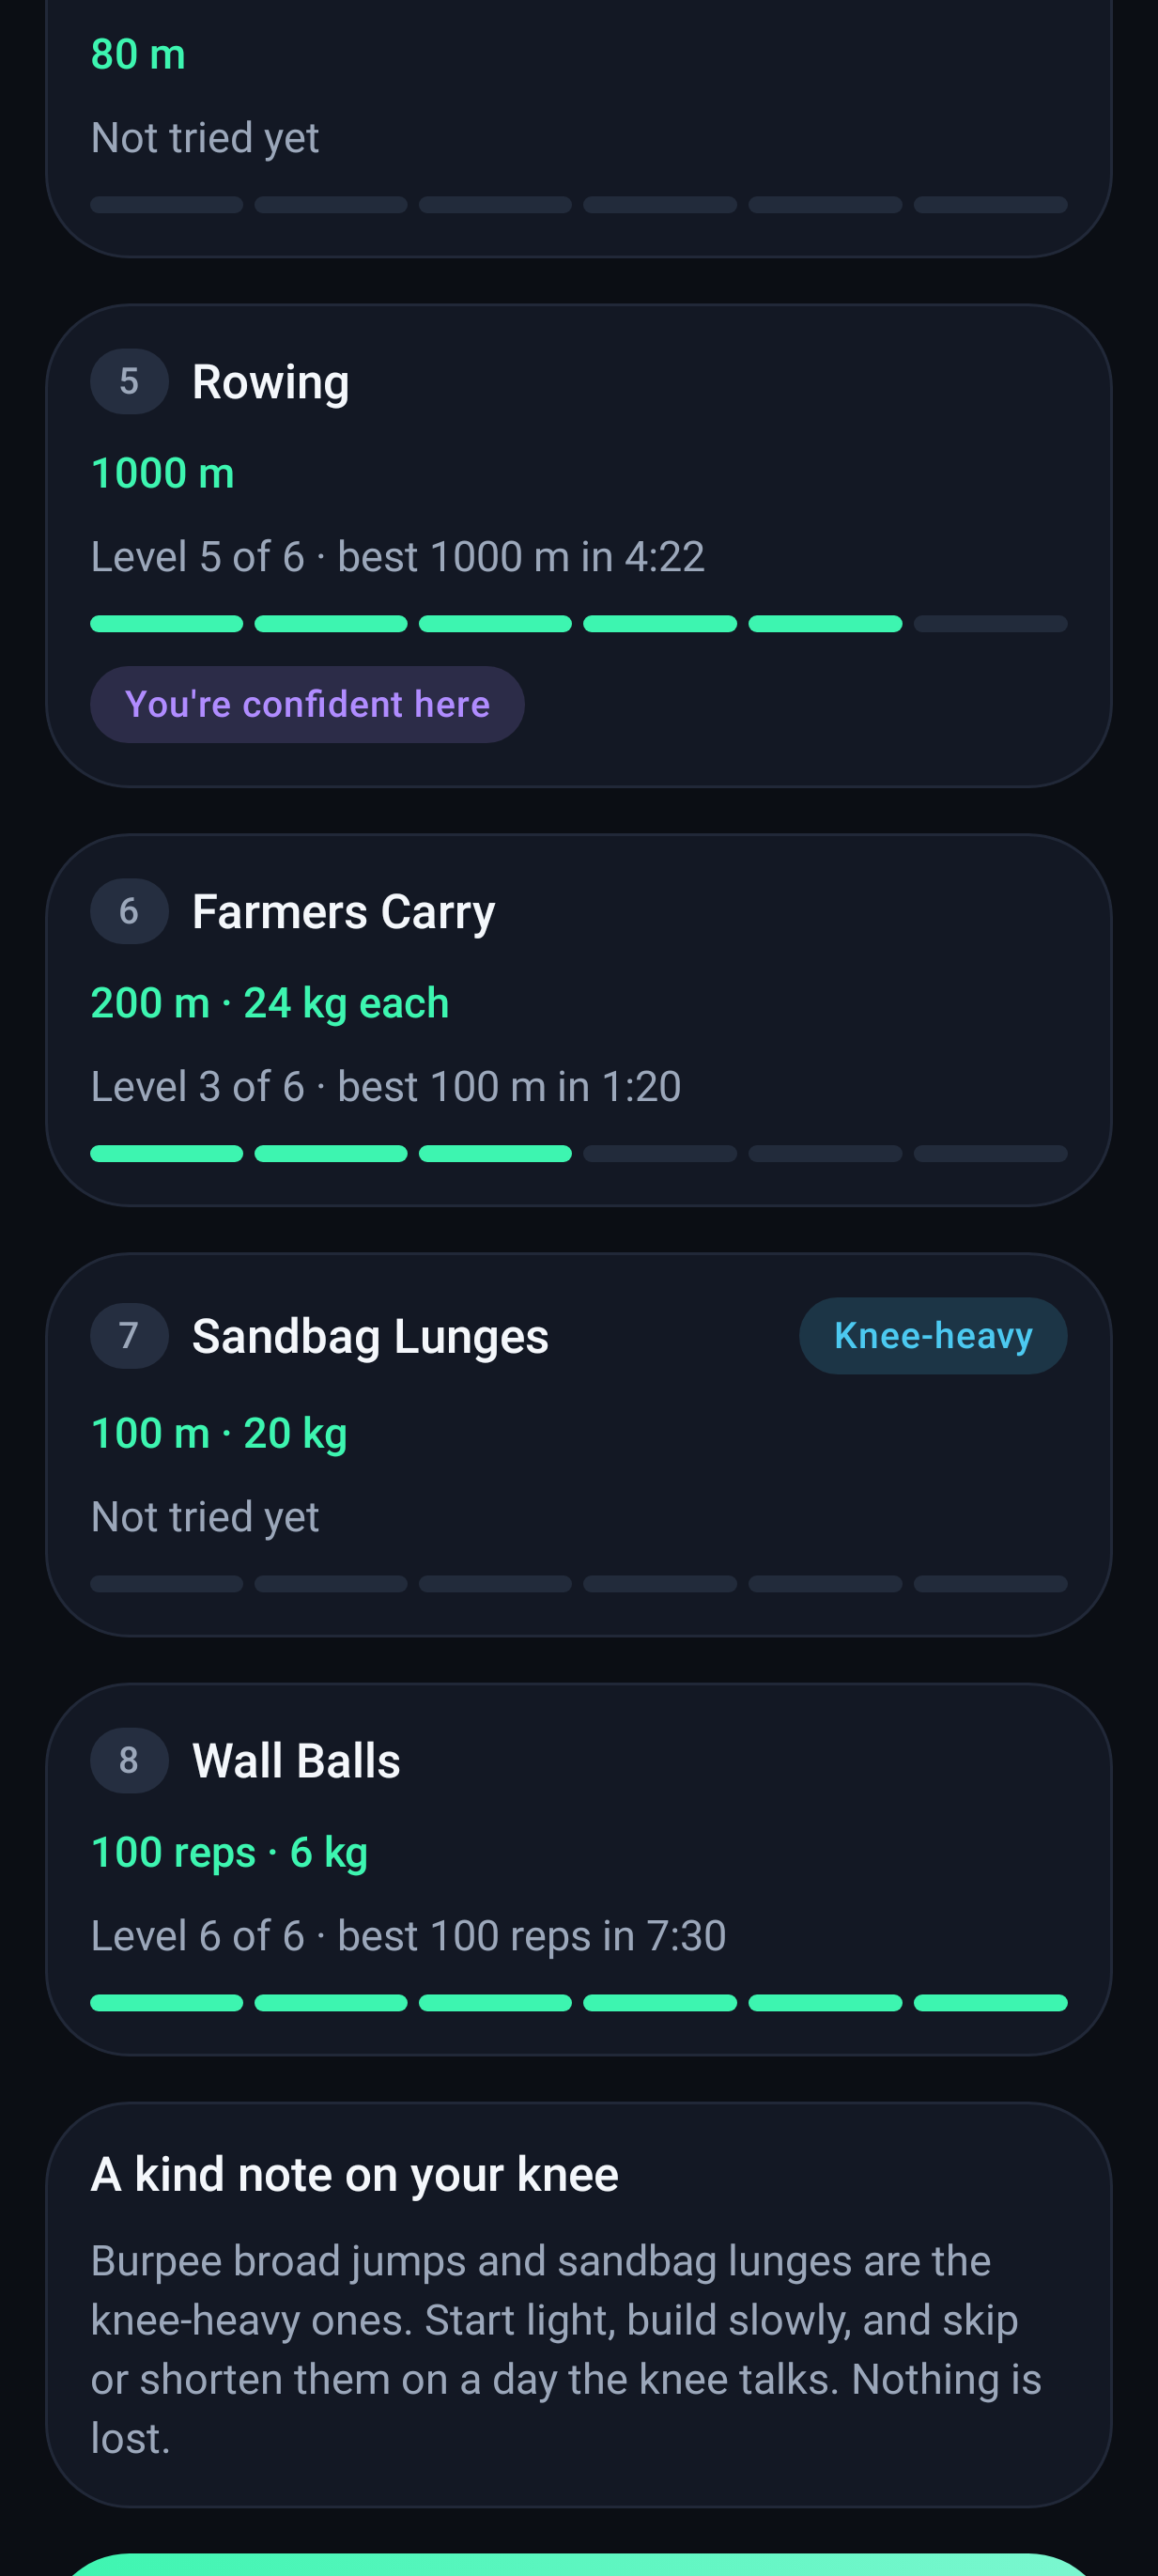 80 m
Not tried yet
5 Rowing
1000 m
Level 5 of 6 · best 1000 m in 4:22
You're confident here
6 Farmers Carry
200 m · 24 kg each
Level 3 of 6 · best 100 m in 1:20
7 Sandbag Lunges Knee-heavy
100 m · 20 kg
Not tried yet
8 Wall Balls
100 reps · 6 kg
Level 6 of 6 · best 100 reps in 7:30
A kind note on your knee
Burpee broad jumps and sandbag lunges are the
knee-heavy ones. Start light, build slowly, and skip
or shorten them on a day the knee talks. Nothing is
lost.